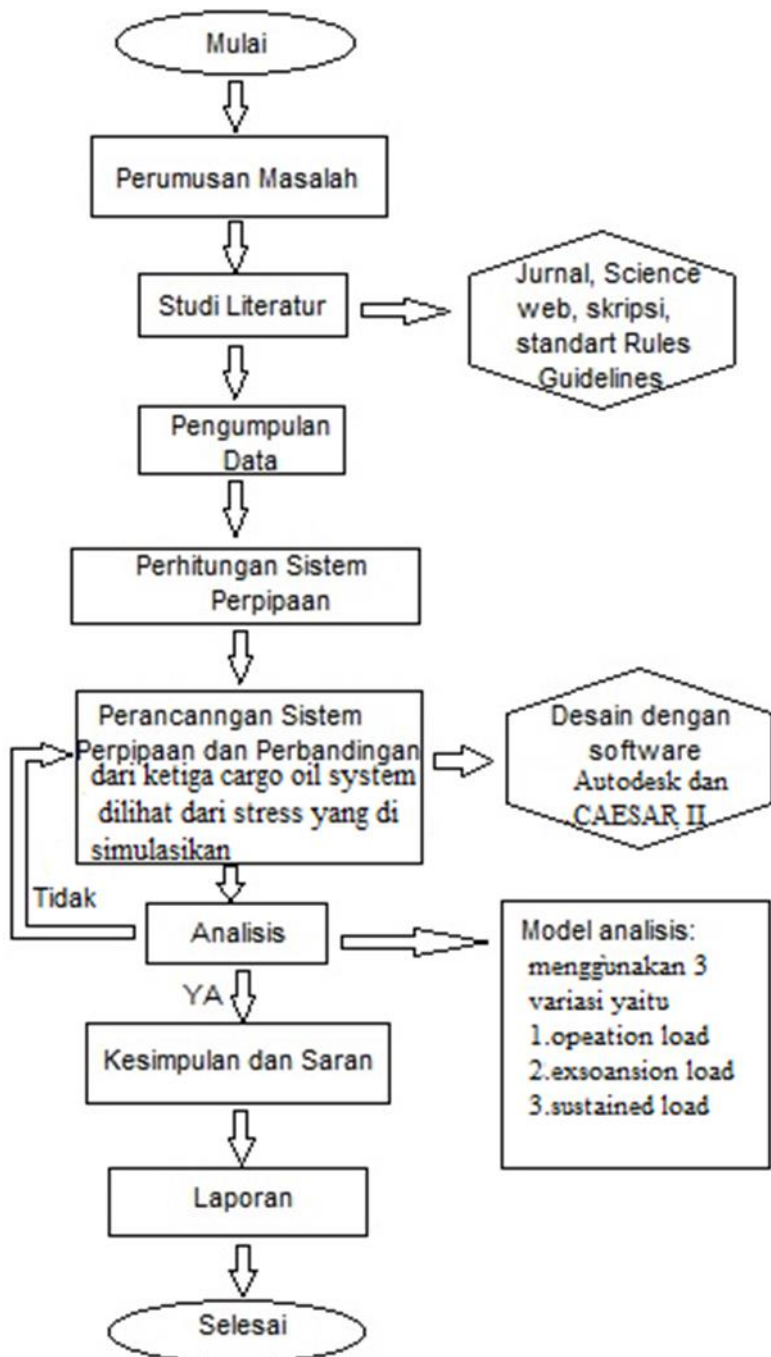 Mulai
Perumusan Masalah
Studi Literatur
Jurnal, Science
web, skripsi,
standart Rules
Guidelines
Pengumpulan
Data
Perhitungan Sistem
Perpipaan
Perancanngan Sistem
Perpipaan dan Perbandingan
dari ketiga cargo oil system
dilihat dari stress yang di
simulasikan
Desain dengan
software
Autodesk dan
CAESAR II
Tidak
Analisis
Model analisis:
menggunakan 3
variasi yaitu
1.opeation load
2.exsoansion load
3.sustained load
YA
Kesimpulan dan Saran
Laporan
Selesai